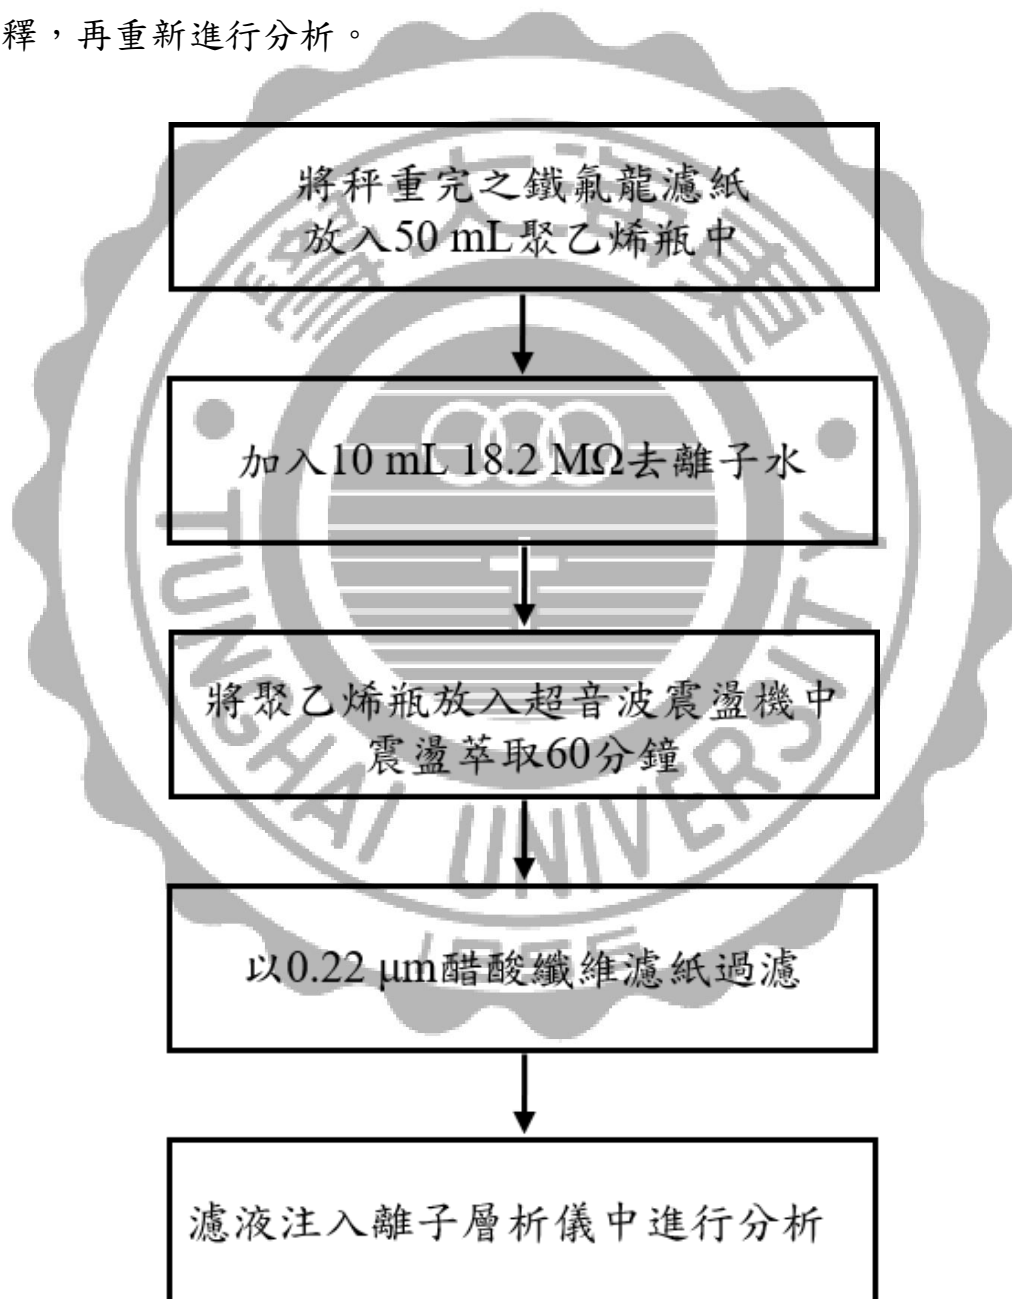 釋，再重新進行分析。
將秤重完之鐵氟龍濾紙
放入50 mL聚乙烯瓶中
加入10 mL 18.2 MΩ去離子水
將聚乙烯瓶放入超音波震盪機中
震盪萃取60分鐘
以0.22 μm醋酸纖維濾紙過濾
濾液注入離子層析儀中進行分析
TUNGHAI UNIVERSITY
1955